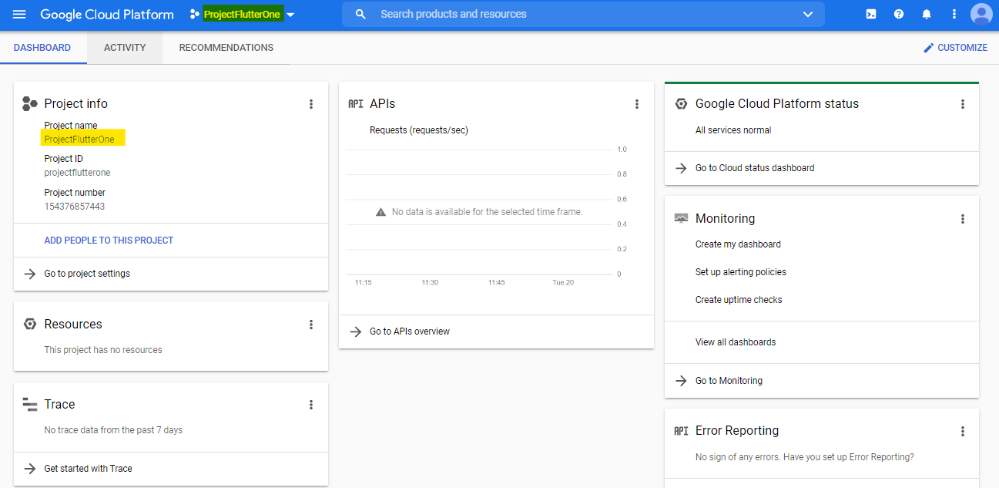 Google Cloud Platform ProjectFlutterOne Search products and resources
DASHBOARD ACTIVITY RECOMMENDATIONS CUSTOMIZE
Project info
Project name
ProjectFlutterOne
Project ID
projectflutterone
Project number
154376857443
ADD PEOPLE TO THIS PROJECT
Go to project settings
Resources
This project has no resources
Trace
No trace data from the past 7 days
Get started with Trace
API APIs
Requests (requests/sec)
1.0
0.8
0.6
No data is available for the selected time frame.
0.4
0.2
0
11:15 11:30 11:45 Tue 20
Go to APIs overview
Google Cloud Platform status
All services normal
Go to Cloud status dashboard
Monitoring
Create my dashboard
Set up alerting policies
Create uptime checks
View all dashboards
Go to Monitoring
API Error Reporting
No sign of any errors. Have you set up Error Reporting?